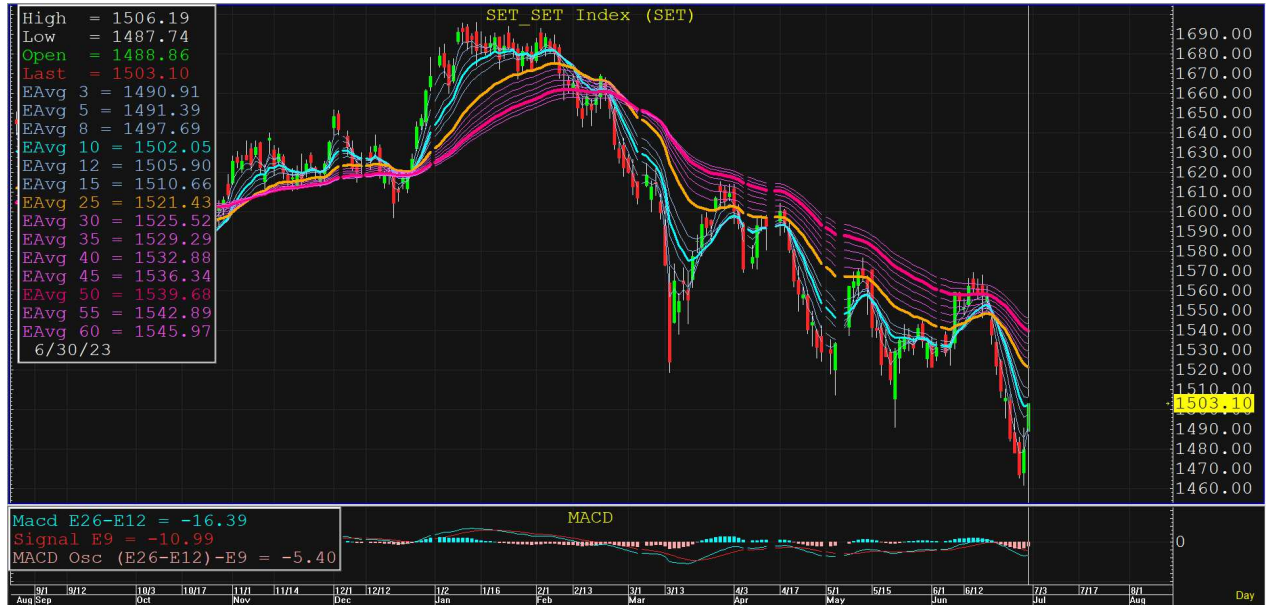 SET_SET Index (SET)
High = 1506.19
Low = 1487.74
Open = 1488.86
Last = 1503.10
EAvg 3 = 1490.91
EAvg 5 = 1491.39
EAvg 8 = 1497.69
EAvg 10 = 1502.05
EAvg 12 = 1505.90
EAvg 15 = 1510.66
EAvg 25 = 1521.43
EAvg 30 = 1525.52
EAvg 35 = 1529.29
EAvg 40 = 1532.88
EAvg 45 = 1536.34
EAvg 50 = 1539.68
EAvg 55 = 1542.89
EAvg 60 = 1545.97
6/30/23
1690.00
1680.00
1670.00
1660.00
1650.00
1640.00
1630.00
1620.00
1610.00
1600.00
1590.00
1580.00
1570.00
1560.00
1550.00
1540.00
1530.00
1520.00
1510.00
1503.10
1490.00
1480.00
1470.00
1460.00
MACD
Macd E26-E12 = -16.39
Signal E9 = -10.99
MACD Osc (E26-E12)-E9 = -5.40
0
9/1 9/12 10/3 10/17 11/1 11/14 12/1 12/12 1/2 1/16 2/1 2/13 3/1 3/13 4/3 4/17 5/1 5/15 6/1 6/12 7/3 7/17 8/1
Aug Sep Oct Nov Dec Jan Feb Mar Apr May Jun Jul Aug
Day